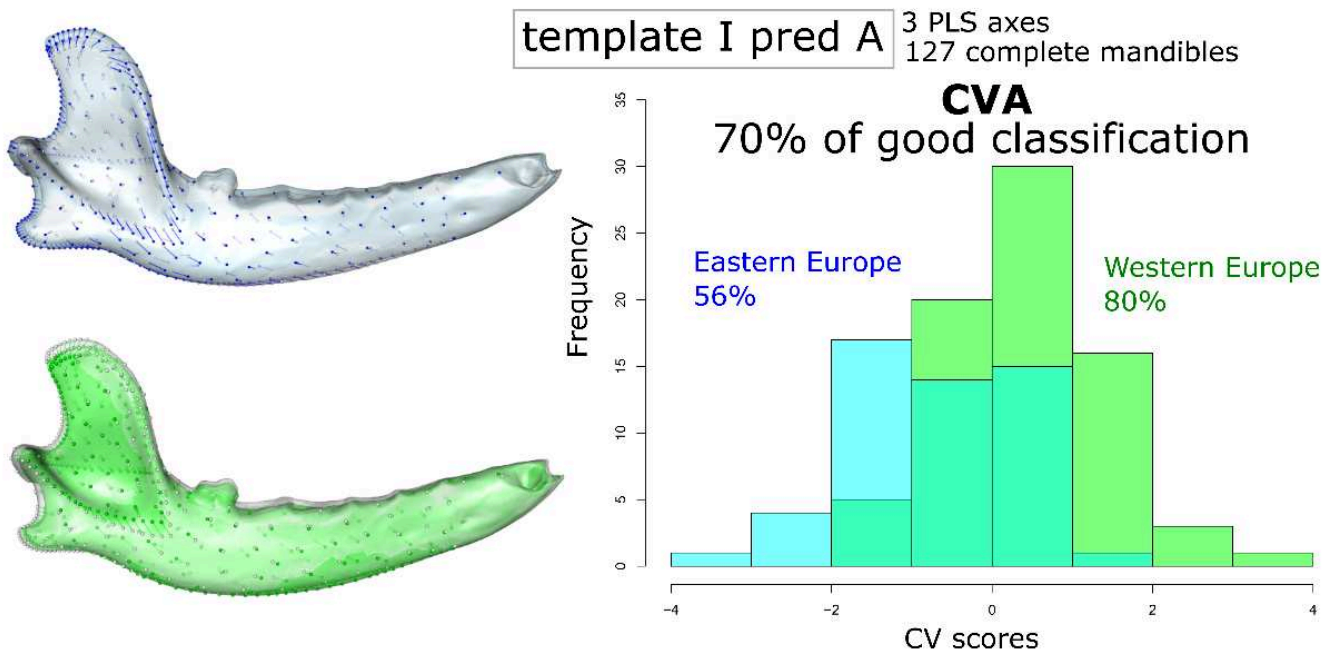 template I pred A
3 PLS axes
127 complete mandibles
CVA
70% of good classification
Eastern Europe
56%
Western Europe
80%
Frequency
35
30
25
20
15
10
5
0
−4
−2
0
2
4
CV scores